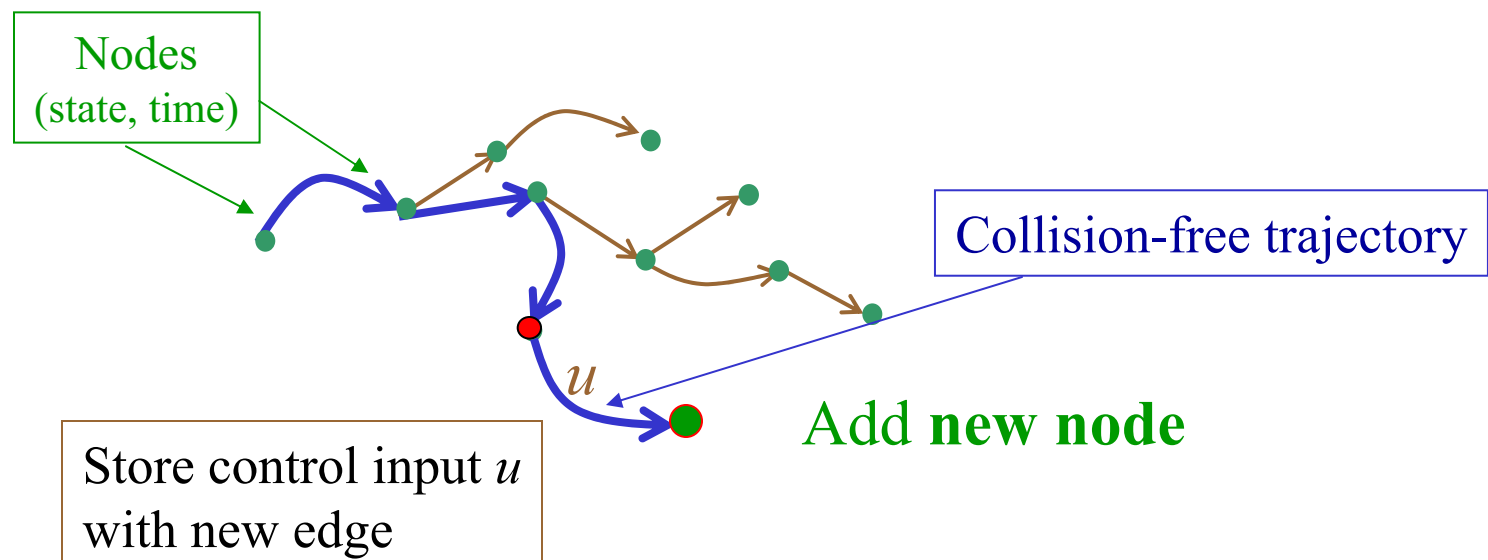 Nodes
(state, time)
Collision-free trajectory
u
Add new node
Store control input u
with new edge